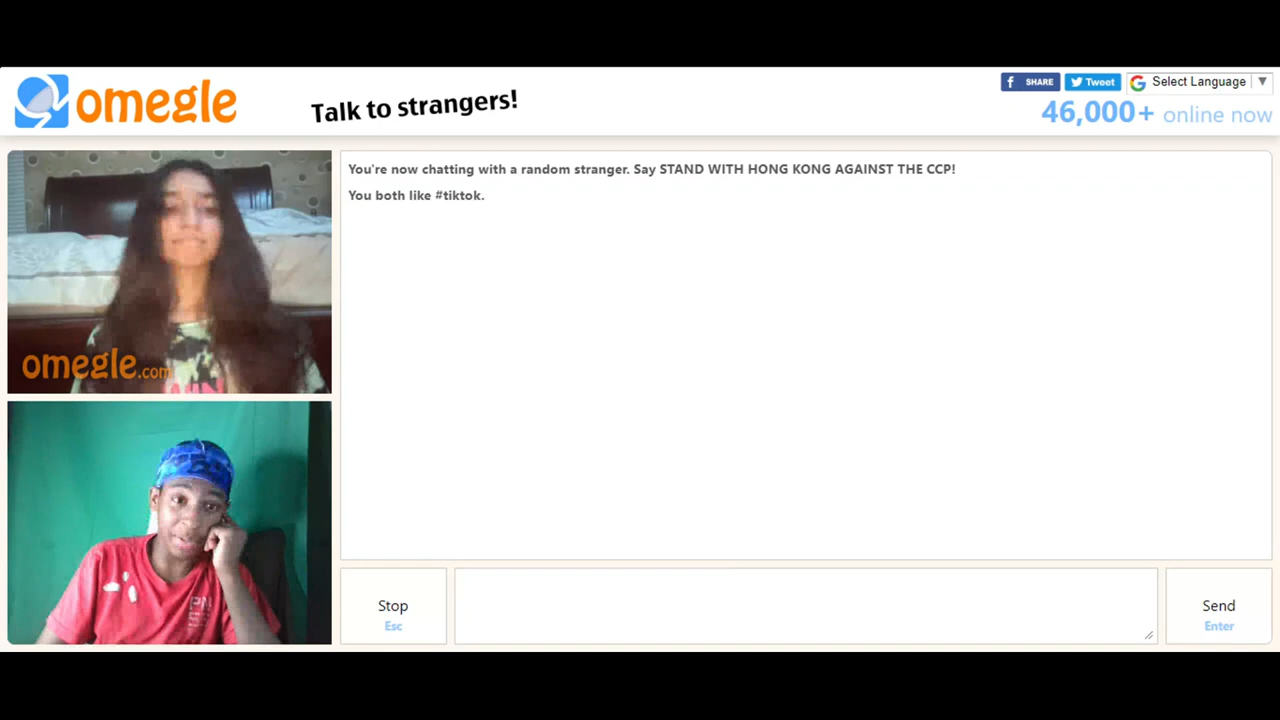 omegle
Talk to strangers!
SHARE
Tweet
Select Language
46,000+ online now
You're now chatting with a random stranger. Say STAND WITH HONG KONG AGAINST THE CCP!
You both like #tiktok.
omegle.com
Stop
Esc
Send
Enter